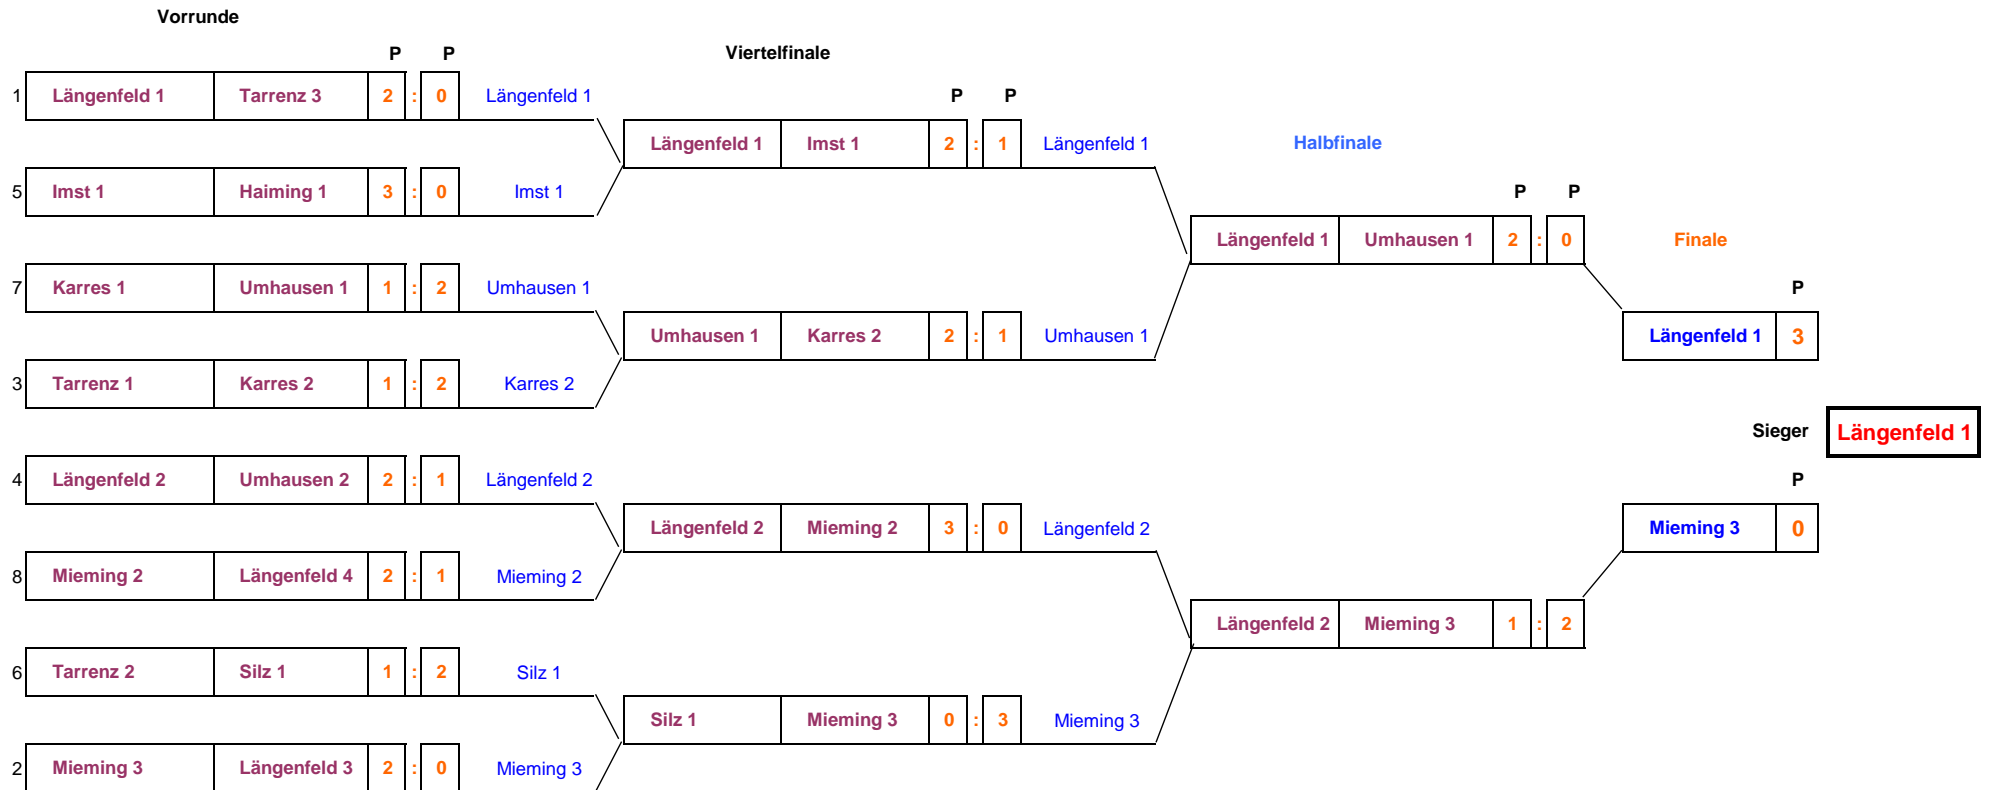 Vorrunde
P P Viertelfinale
1 Längenfeld 1 Tarrenz 3 2 : 0 Längenfeld 1 P P
Längenfeld 1 Imst 1 2 : 1 Längenfeld 1 Halbfinale
5 Imst 1 Haiming 1 3 : 0 Imst 1 P P
Längenfeld 1 Umhausen 1 2 : 0 Finale
7 Karres 1 Umhausen 1 1 : 2 Umhausen 1 P
Umhausen 1 Karres 2 2 : 1 Umhausen 1 Längenfeld 1 3
3 Tarrenz 1 Karres 2 1 : 2 Karres 2
Sieger Längenfeld 1
4 Längenfeld 2 Umhausen 2 2 : 1 Längenfeld 2 P
Längenfeld 2 Mieming 2 3 : 0 Längenfeld 2 Mieming 3 0
8 Mieming 2 Längenfeld 4 2 : 1 Mieming 2
Längenfeld 2 Mieming 3 1 : 2
6 Tarrenz 2 Silz 1 1 : 2 Silz 1
Silz 1 Mieming 3 0 : 3 Mieming 3
2 Mieming 3 Längenfeld 3 2 : 0 Mieming 3